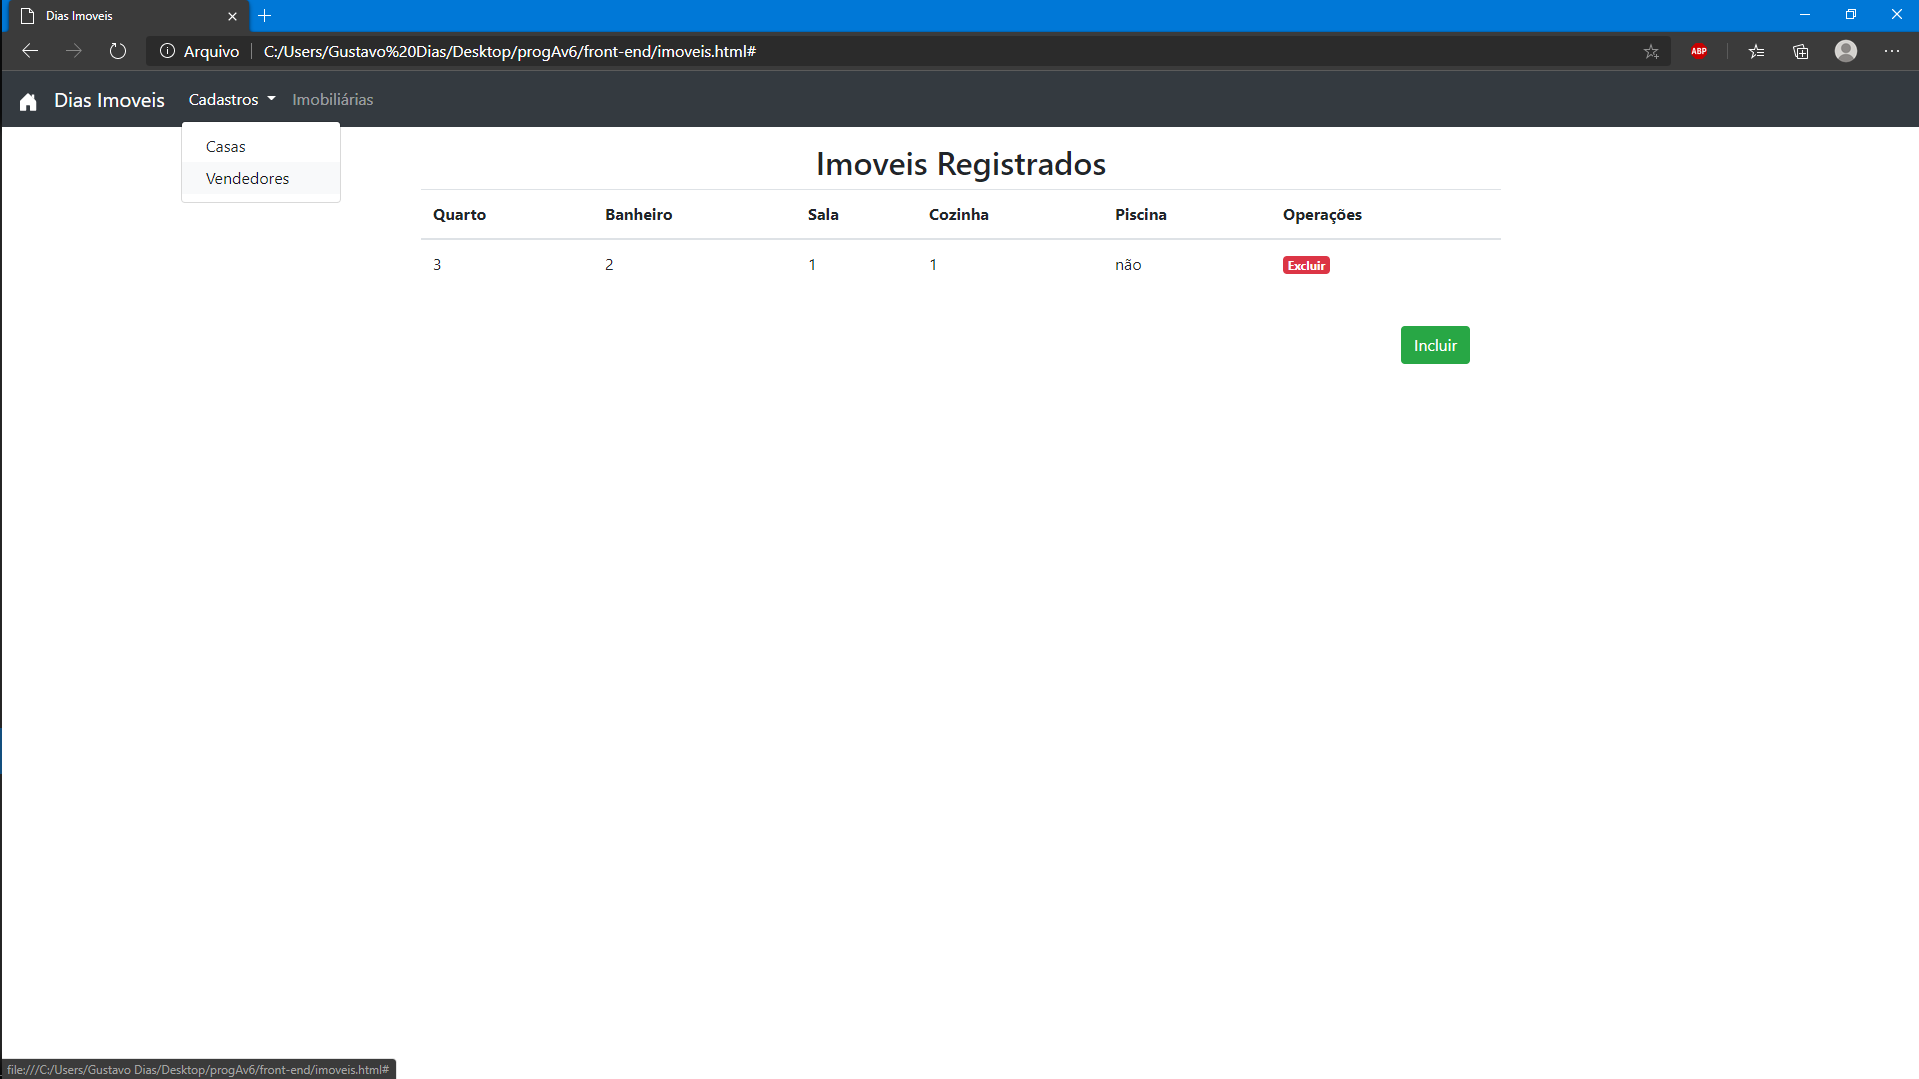 Dias Imoveis
Arquivo C:/Users/Gustavo%20Dias/Desktop/progAv6/front-end/imoveis.html#
ABP
Dias Imoveis Cadastros Imobiliárias
Casas
Vendedores
Imoveis Registrados
Quarto Banheiro Sala Cozinha Piscina Operações
3 2 1 1 não Excluir
Incluir
file:///C:/Users/Gustavo Dias/Desktop/progAv6/front-end/imoveis.html#